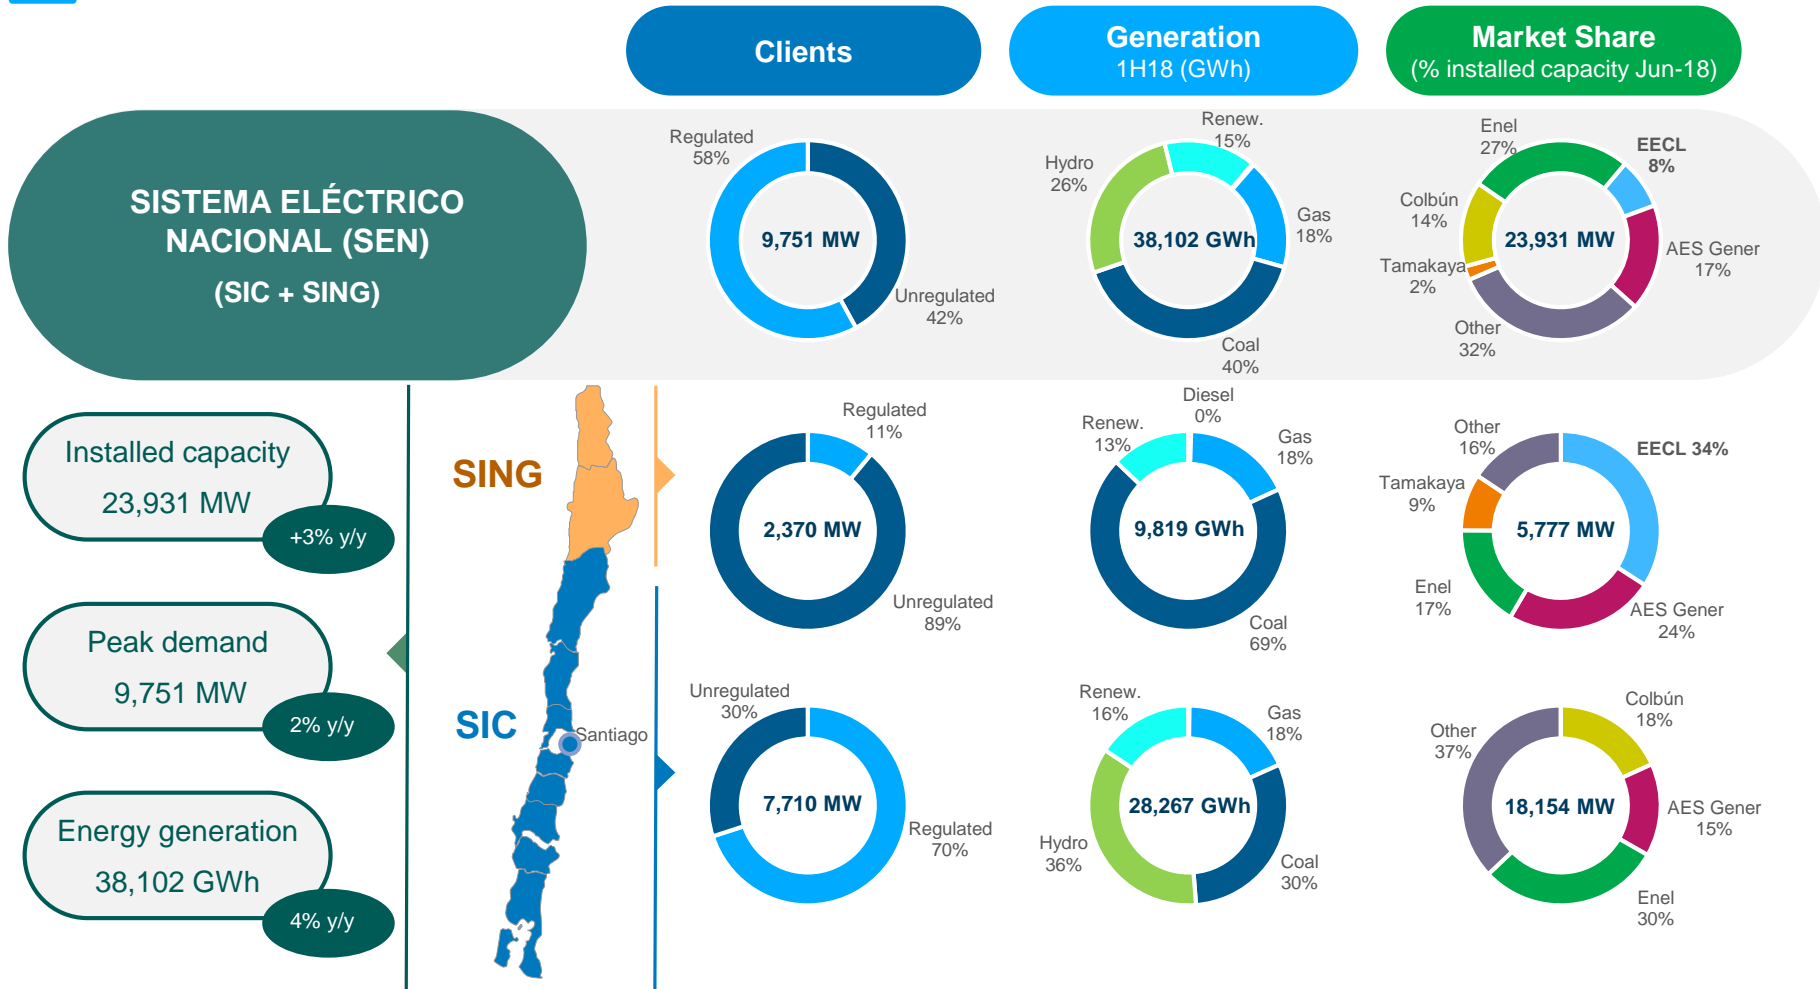 Clients
Generation
1H18 (GWh)
Market Share
(% installed capacity Jun-18)
SISTEMA ELÉCTRICO
NACIONAL (SEN)
(SIC + SING)
Regulated
58%
9,751 MW
Unregulated
42%
Renew.
15%
Hydro
26%
Gas
18%
38,102 GWh
Coal
40%
Enel
27%
EECL
8%
Colbún
14%
23,931 MW
AES Gener
17%
Tamakaya
2%
Other
32%
Installed capacity
23,931 MW
+3% y/y
Peak demand
9,751 MW
2% y/y
Energy generation
38,102 GWh
4% y/y
SING
SIC
Santiago
Regulated
11%
2,370 MW
Unregulated
89%
Diesel
0%
Renew.
13%
Gas
18%
9,819 GWh
Coal
69%
Other
16%
EECL 34%
Tamakaya
9%
5,777 MW
Enel
17%
AES Gener
24%
Unregulated
30%
7,710 MW
Regulated
70%
Renew.
16%
Gas
18%
28,267 GWh
Hydro
36%
Coal
30%
Colbún
18%
Other
37%
18,154 MW
AES Gener
15%
Enel
30%